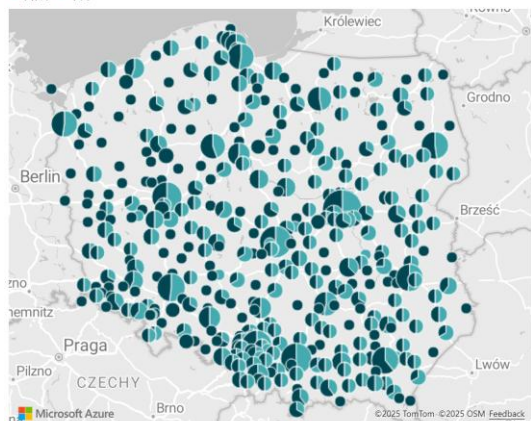 Królewiec
Grodno
Berlin
Brześć
Praga
Pilzno
CZECHY
Lwów
Brno
Microsoft Azure
©2025 TomTom ©2025 OSM Feedback